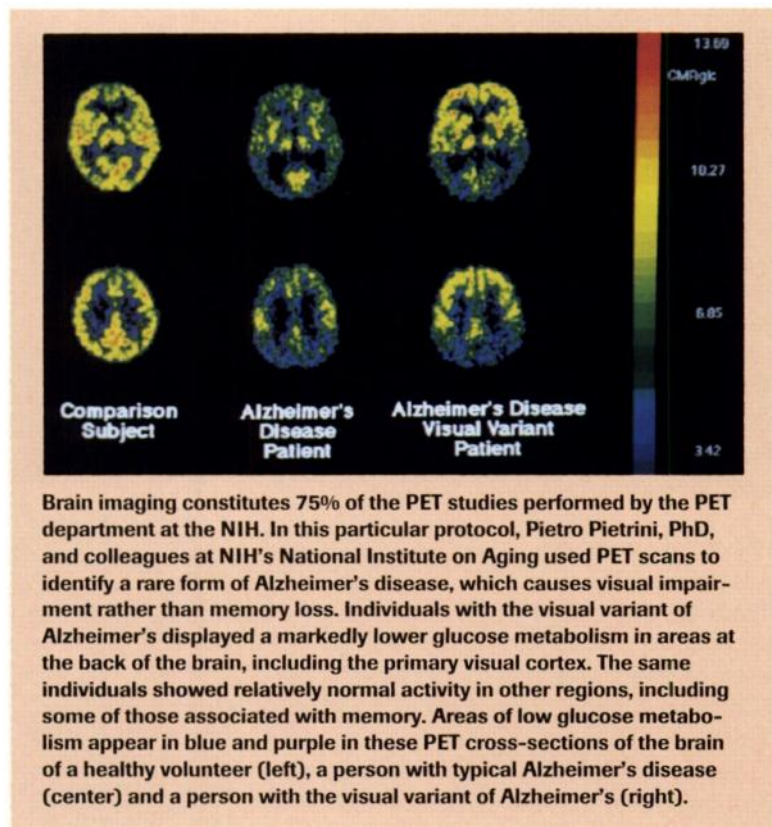 13.69
CMRglc
10.27
6.85
3.42
Comparison Subject
Alzheimer's Disease Patient
Alzheimer's Disease Visual Variant Patient
Brain imaging constitutes 75% of the PET studies performed by the PET
department at the NIH. In this particular protocol, Pietro Pietrini, PhD,
and colleagues at NIH's National Institute on Aging used PET scans to
identify a rare form of Alzheimer's disease, which causes visual impair-
ment rather than memory loss. Individuals with the visual variant of
Alzheimer's displayed a markedly lower glucose metabolism in areas at
the back of the brain, including the primary visual cortex. The same
individuals showed relatively normal activity in other regions, including
some of those associated with memory. Areas of low glucose metabo-
lism appear in blue and purple in these PET cross-sections of the brain
of a healthy volunteer (left), a person with typical Alzheimer's disease
(center) and a person with the visual variant of Alzheimer's (right).